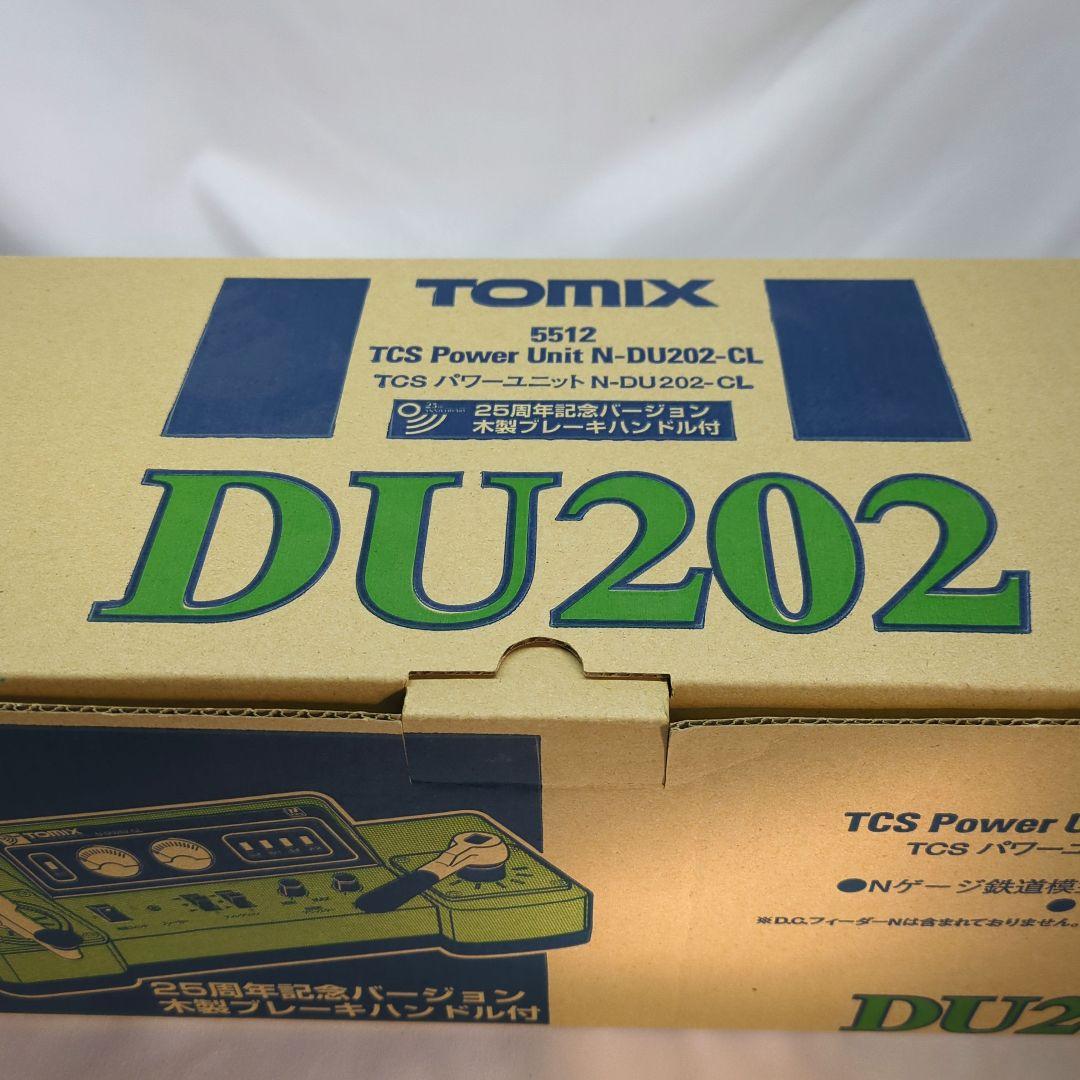 TOMIX
5512
TCS Power Unit N-DU202-CL
TCS パワーユニット N-DU202-CL
25周年記念バージョン
木製ブレーキハンドル付
DU202
TOMIX
25周年記念バージョン
木製ブレーキハンドル付
TCS Power
TCS パワーユニ
●Nゲージ鉄道模
※D.C.フィーダーNは含まれておりません。
DU2